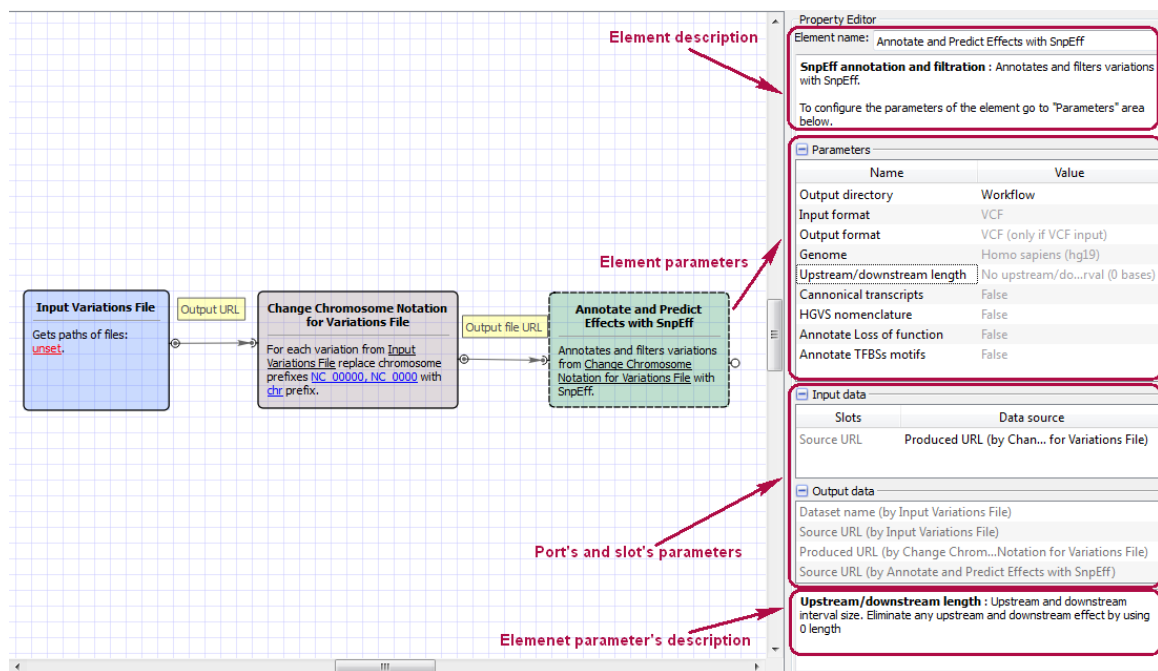 Element description
Element parameters
Port's and slot's parameters
Elemenet parameter's description
Input Variations File
Gets paths of files:
unset.
Output URL
Change Chromosome Notation
for Variations File
For each variation from Input
Variations File replace chromosome
prefixes NC_00000, NC_0000 with
chr prefix.
Output file URL
Annotate and Predict
Effects with SnpEff
Annotates and filters variations
from Change Chromosome
Notation for Variations File with
SnpEff.
Property Editor
Element name: Annotate and Predict Effects with SnpEff
SnpEff annotation and filtration : Annotates and filters variations
with SnpEff.
To configure the parameters of the element go to "Parameters" area
below.
Parameters
Name Value
Output directory Workflow
Input format VCF
Output format VCF (only if VCF input)
Genome Homo sapiens (hg19)
Upstream/downstream length No upstream/do...rval (0 bases)
Cannonical transcripts False
HGVS nomenclature False
Annotate Loss of function False
Annotate TFBSs motifs False
Input data
Slots Data source
Source URL Produced URL (by Chan... for Variations File)
Output data
Dataset name (by Input Variations File)
Source URL (by Input Variations File)
Produced URL (by Change Chrom...Notation for Variations File)
Source URL (by Annotate and Predict Effects with SnpEff)
Upstream/downstream length : Upstream and downstream
interval size. Eliminate any upstream and downstream effect by using
0 length